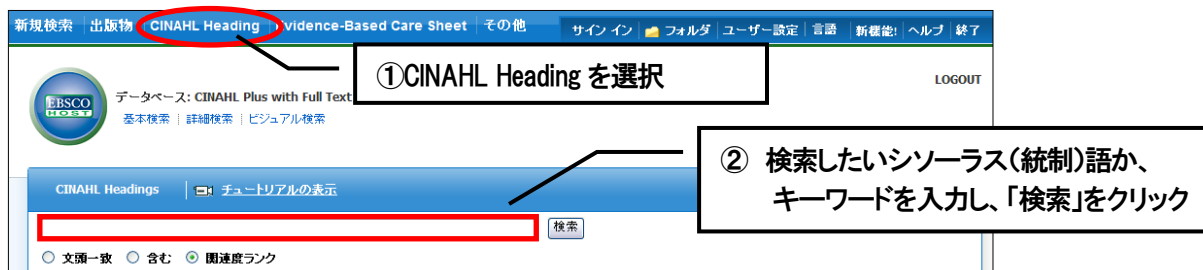 新規検索 出版物 CINAHL Heading Evidence-Based Care Sheet その他 サイン イン フォルダ ユーザー設定 言語 新機能! ヘルプ 終了
①CINAHL Heading を選択
LOGOUT
EBSCO
HOST
データベース: CINAHL Plus with Full Text
基本検索 詳細検索 ビジュアル検索
② 検索したいシソーラス(統制)語か、
キーワードを入力し、「検索」をクリック
CINAHL Headings チュートリアルの表示
検索
文頭一致 含む 関連度ランク